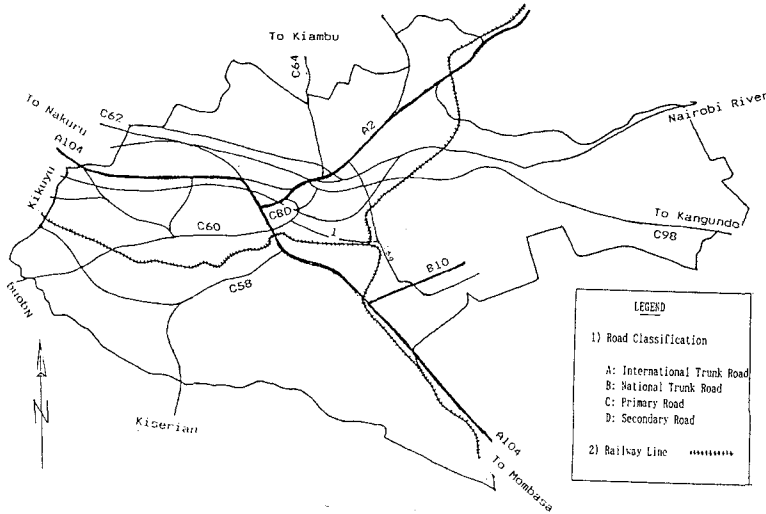 To Kiambu
C64
To Nakuru
C62
A104
A2
Nairobi River
Kikuyu
CBD
C60
1
To Kangundo
C98
B10
C58
Ngong
N
Kiserian
A104
To Mombasa
LEGEND
1) Road Classification
A: International Trunk Road
B: National Trunk Road
C: Primary Road
D: Secondary Road
2) Railway Line